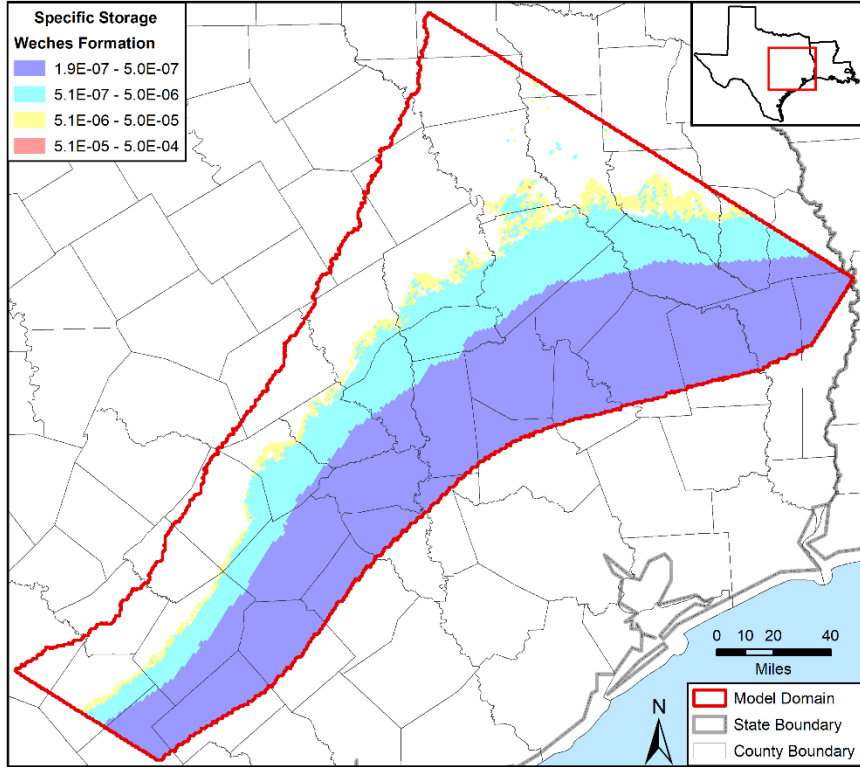 Specific Storage
Weches Formation
1.9E-07 - 5.0E-07
5.1E-07 - 5.0E-06
5.1E-06 - 5.0E-05
5.1E-05 - 5.0E-04
0 10 20 40
Miles
N
Model Domain
State Boundary
County Boundary